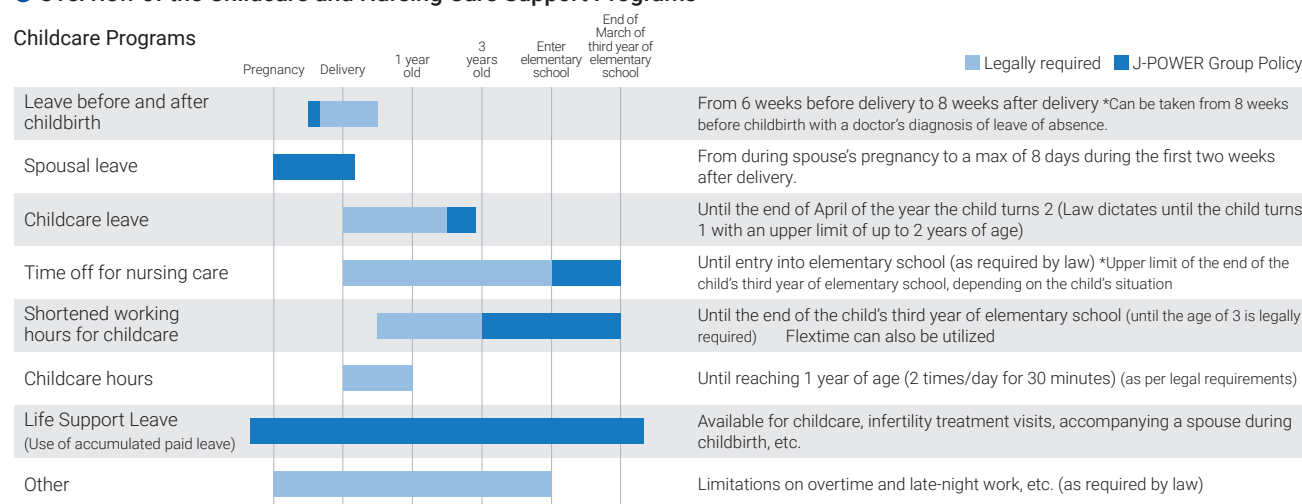 Childcare Programs
Pregnancy
Delivery
1 year
old
3
years
old
Enter
elementary
school
End of
March of
third year of
elementary
school
Legally required
J-POWER Group Policy
Leave before and after
childbirth
From 6 weeks before delivery to 8 weeks after delivery *Can be taken from 8 weeks
before childbirth with a doctor's diagnosis of leave of absence.
Spousal leave
From during spouse's pregnancy to a max of 8 days during the first two weeks
after delivery.
Childcare leave
Until the end of April of the year the child turns 2 (Law dictates until the child turns
1 with an upper limit of up to 2 years of age)
Time off for nursing care
Until entry into elementary school (as required by law) *Upper limit of the end of the
child's third year of elementary school, depending on the child's situation
Shortened working
hours for childcare
Until the end of the child's third year of elementary school (until the age of 3 is legally
required) Flextime can also be utilized
Childcare hours
Until reaching 1 year of age (2 times/day for 30 minutes) (as per legal requirements)
Life Support Leave
(Use of accumulated paid leave)
Available for childcare, infertility treatment visits, accompanying a spouse during
childbirth, etc.
Other
Limitations on overtime and late-night work, etc. (as required by law)